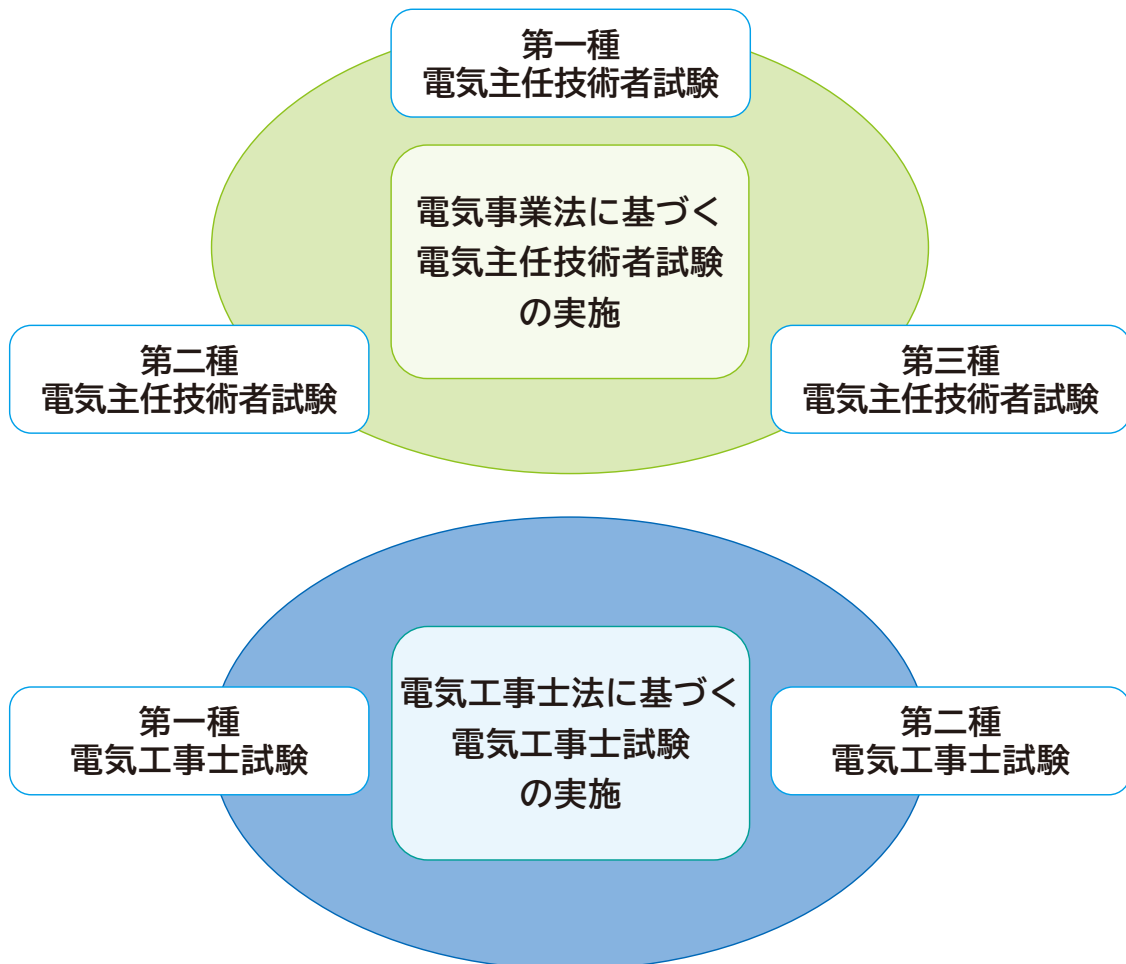 第一種
電気主任技術者試験
電気事業法に基づく
電気主任技術者試験
の実施
第二種
電気主任技術者試験
第三種
電気主任技術者試験
電気工事士法に基づく
電気工事士試験
の実施
第一種
電気工事士試験
第二種
電気工事士試験